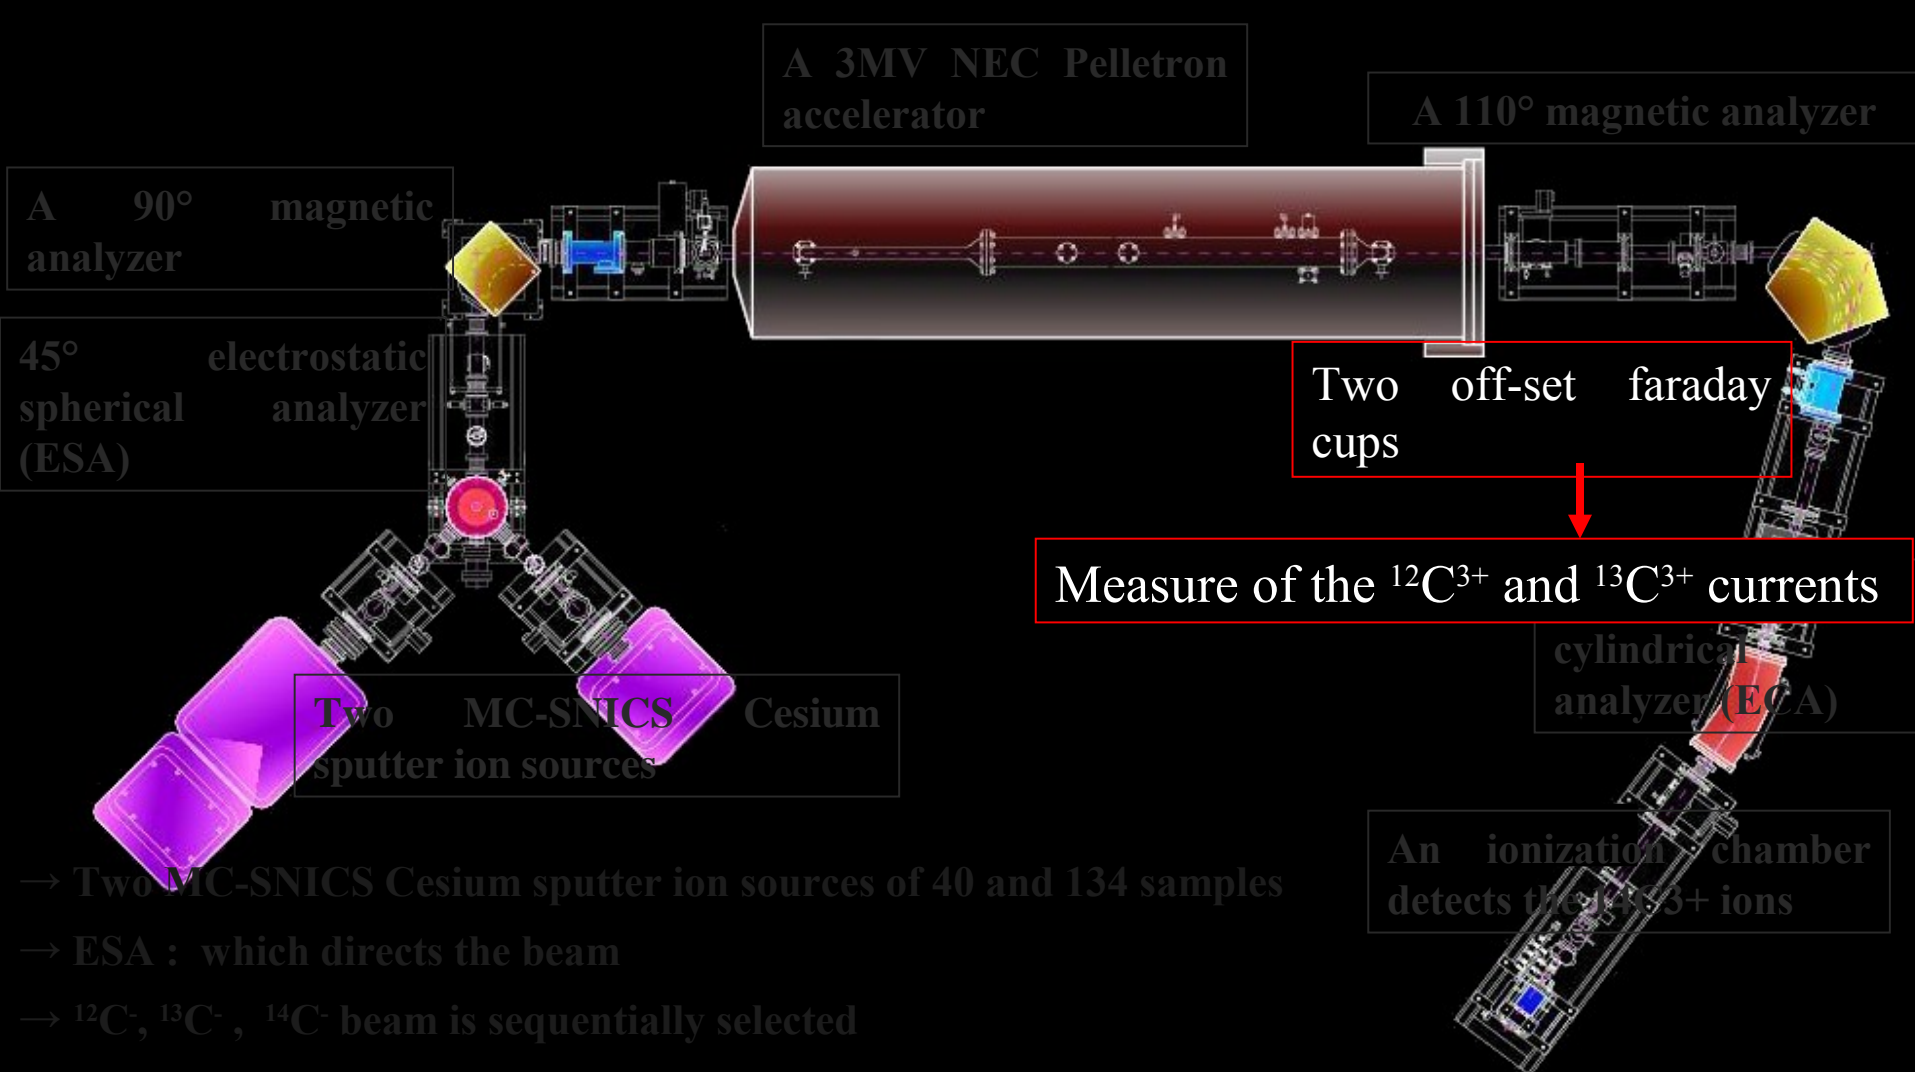 A 3MV NEC Pelletron
accelerator
A 110° magnetic analyzer
A 90° magnetic
analyzer
45° electrostatic
spherical analyzer
(ESA)
Two off-set faraday
cups
Measure of the ¹²C³⁺ and ¹³C³⁺ currents
cylindrical
analyzer (ECA)
Two MC-SNICS Cesium
sputter ion sources
An ionization chamber
detects the 14C3+ ions
→ Two MC-SNICS Cesium sputter ion sources of 40 and 134 samples
→ ESA : which directs the beam
→ ¹²C⁻, ¹³C⁻ , ¹⁴C⁻ beam is sequentially selected